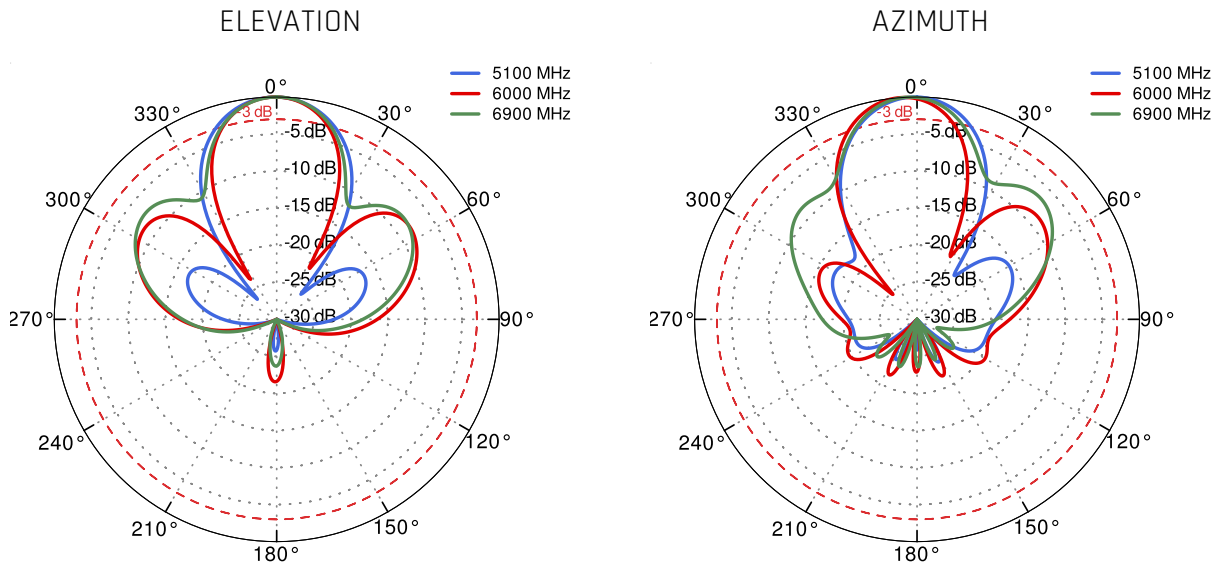 ELEVATION
5100 MHz
6000 MHz
6900 MHz
0°
330°
30°
-3 dB
-5 dB
-10 dB
300°
60°
-15 dB
-20 dB
-25 dB
-30 dB
270°
90°
240°
120°
210°
150°
180°
AZIMUTH
5100 MHz
6000 MHz
6900 MHz
0°
330°
30°
-3 dB
-5 dB
-10 dB
300°
60°
-15 dB
-20 dB
-25 dB
-30 dB
270°
90°
240°
120°
210°
150°
180°